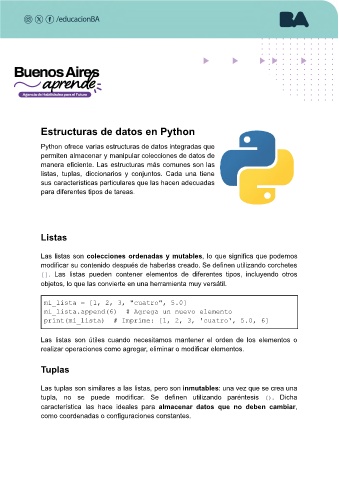 /educacionBA
BA
Buenos Aires
aprende
Agencia de Habilidades para el Futuro
Estructuras de datos en Python
Python ofrece varias estructuras de datos integradas que
permiten almacenar y manipular colecciones de datos de
manera eficiente. Las estructuras más comunes son las
listas, tuplas, diccionarios y conjuntos. Cada una tiene
sus características particulares que las hacen adecuadas
para diferentes tipos de tareas.
Listas
Las listas son colecciones ordenadas y mutables, lo que significa que podemos
modificar su contenido después de haberlas creado. Se definen utilizando corchetes
[]. Las listas pueden contener elementos de diferentes tipos, incluyendo otros
objetos, lo que las convierte en una herramienta muy versátil.
mi_lista = [1, 2, 3, "cuatro", 5.0]
mi_lista.append(6) # Agrega un nuevo elemento
print(mi_lista) # Imprime: [1, 2, 3, 'cuatro', 5.0, 6]
Las listas son útiles cuando necesitamos mantener el orden de los elementos o
realizar operaciones como agregar, eliminar o modificar elementos.
Tuplas
Las tuplas son similares a las listas, pero son inmutables: una vez que se crea una
tupla, no se puede modificar. Se definen utilizando paréntesis (). Dicha
característica las hace ideales para almacenar datos que no deben cambiar,
como coordenadas o configuraciones constantes.